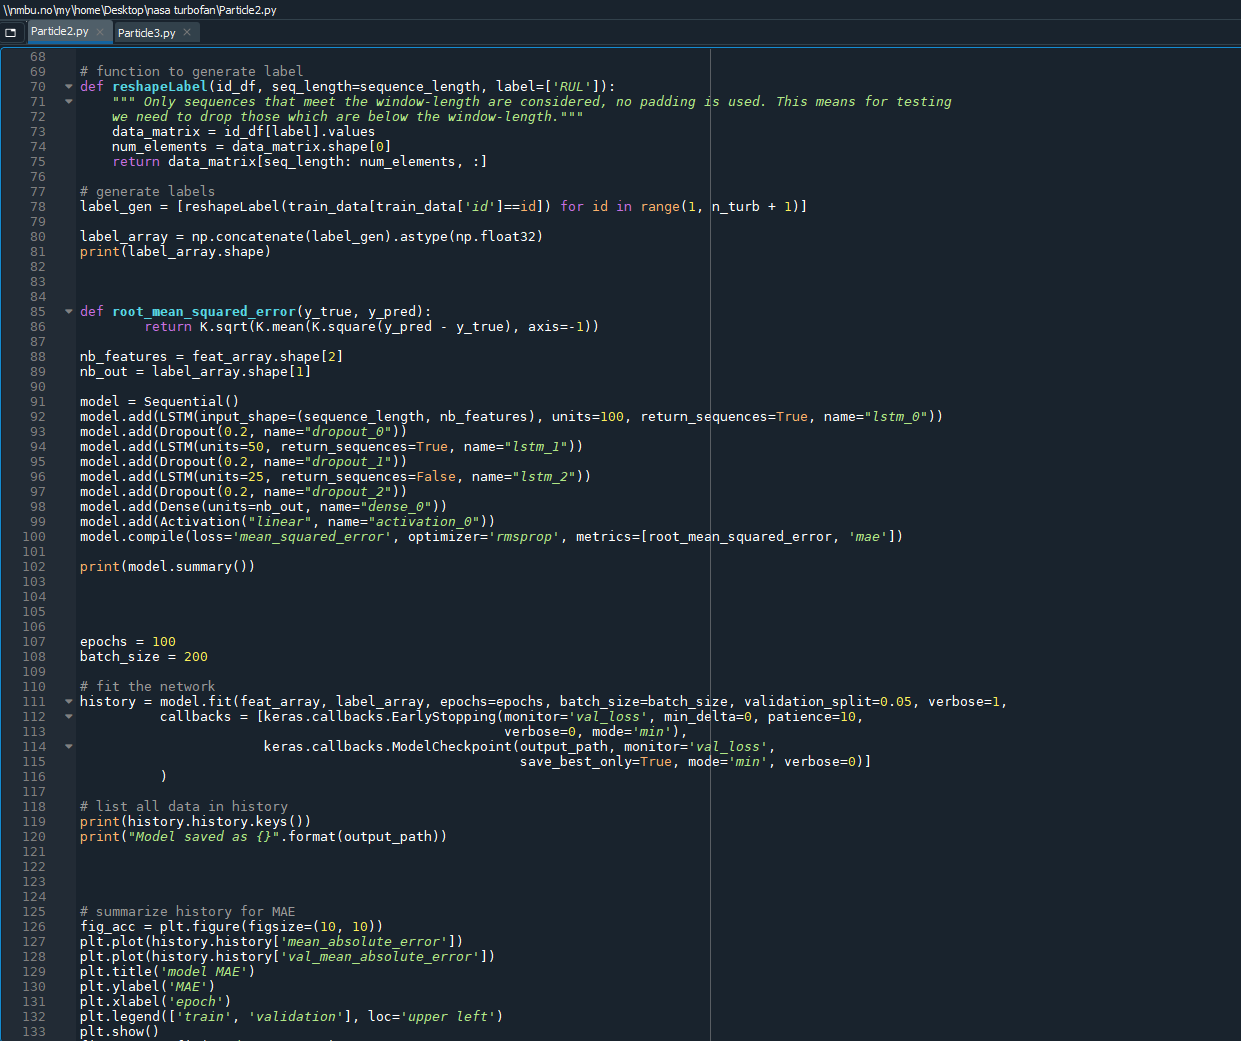 \\nmbu.no\my\home\Desktop\nasa turbofan\Particle2.py
Particle2.py Particle3.py
68
69 # function to generate label
70 def reshapeLabel(id_df, seq_length=sequence_length, label=['RUL']):
71 """ Only sequences that meet the window-length are considered, no padding is used. This means for testing
72 we need to drop those which are below the window-length."""
73 data_matrix = id_df[label].values
74 num_elements = data_matrix.shape[0]
75 return data_matrix[seq_length: num_elements, :]
76
77 # generate labels
78 label_gen = [reshapeLabel(train_data[train_data['id']==id]) for id in range(1, n_turb + 1)]
79
80 label_array = np.concatenate(label_gen).astype(np.float32)
81 print(label_array.shape)
82
83
84
85 def root_mean_squared_error(y_true, y_pred):
86 return K.sqrt(K.mean(K.square(y_pred - y_true), axis=-1))
87
88 nb_features = feat_array.shape[2]
89 nb_out = label_array.shape[1]
90
91 model = Sequential()
92 model.add(LSTM(input_shape=(sequence_length, nb_features), units=100, return_sequences=True, name="lstm_0"))
93 model.add(Dropout(0.2, name="dropout_0"))
94 model.add(LSTM(units=50, return_sequences=True, name="lstm_1"))
95 model.add(Dropout(0.2, name="dropout_1"))
96 model.add(LSTM(units=25, return_sequences=False, name="lstm_2"))
97 model.add(Dropout(0.2, name="dropout_2"))
98 model.add(Dense(units=nb_out, name="dense_0"))
99 model.add(Activation("linear", name="activation_0"))
100 model.compile(loss='mean_squared_error', optimizer='rmsprop', metrics=[root_mean_squared_error, 'mae'])
101
102 print(model.summary())
103
104
105
106
107 epochs = 100
108 batch_size = 200
109
110 # fit the network
111 history = model.fit(feat_array, label_array, epochs=epochs, batch_size=batch_size, validation_split=0.05, verbose=1,
112 callbacks = [keras.callbacks.EarlyStopping(monitor='val_loss', min_delta=0, patience=10,
113 verbose=0, mode='min'),
114 keras.callbacks.ModelCheckpoint(output_path, monitor='val_loss',
115 save_best_only=True, mode='min', verbose=0)]
116 )
117
118 # list all data in history
119 print(history.history.keys())
120 print("Model saved as {}".format(output_path))
121
122
123
124
125 # summarize history for MAE
126 fig_acc = plt.figure(figsize=(10, 10))
127 plt.plot(history.history['mean_absolute_error'])
128 plt.plot(history.history['val_mean_absolute_error'])
129 plt.title('model MAE')
130 plt.ylabel('MAE')
131 plt.xlabel('epoch')
132 plt.legend(['train', 'validation'], loc='upper left')
133 plt.show()